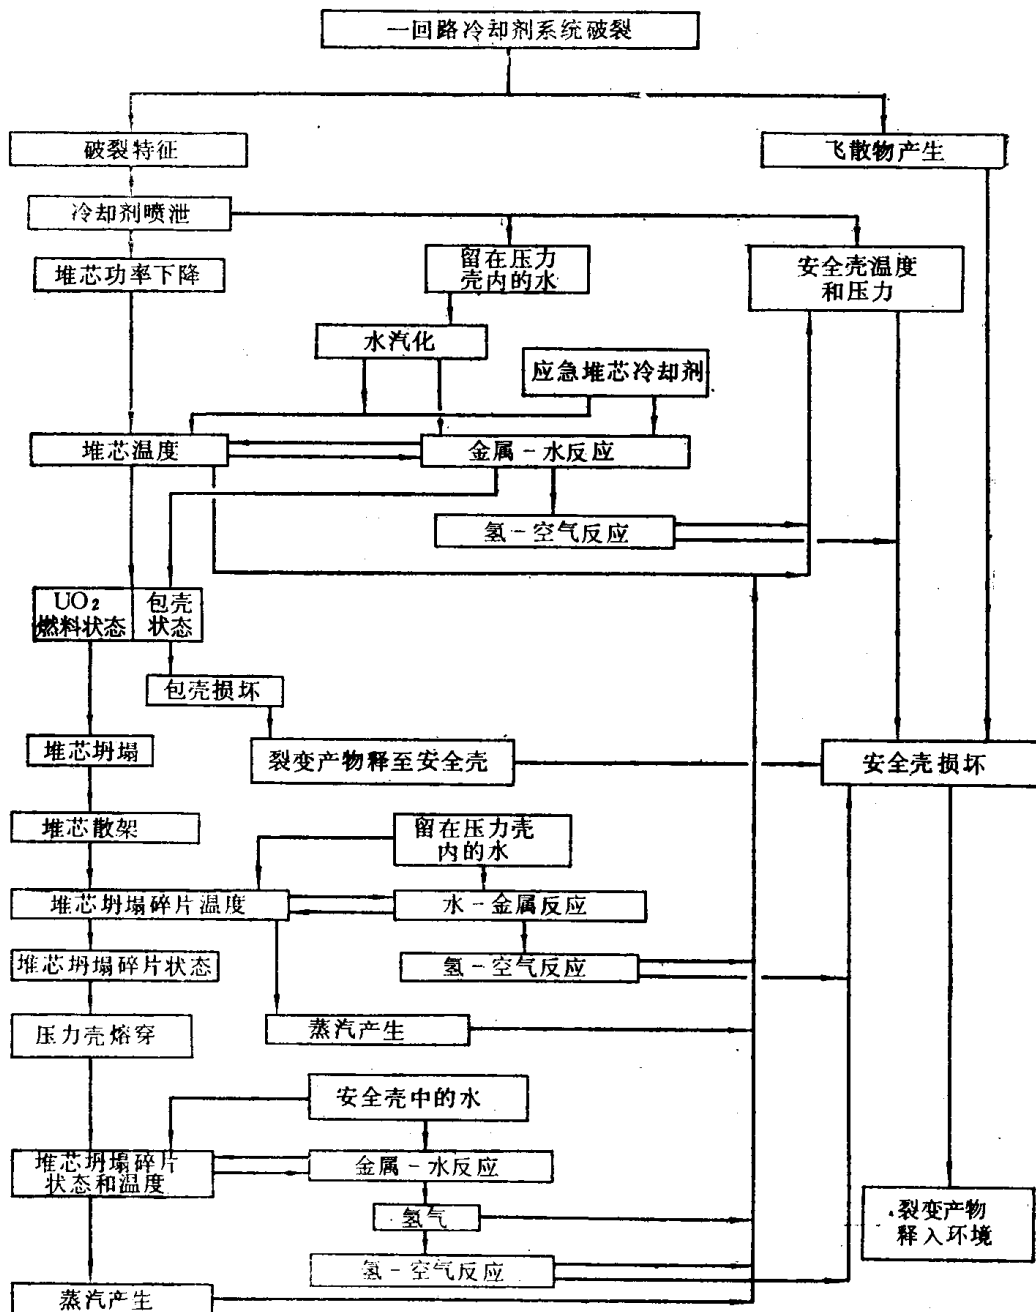 一回路冷却剂系统破裂
破裂特征
飞散物产生
冷却剂喷泄
堆芯功率下降
留在压力
壳内的水
安全壳温度
和压力
水汽化
应急堆芯冷却剂
堆芯温度
金属-水反应
氢-空气反应
UO₂
燃料状态
包壳
状态
包壳损坏
堆芯坍塌
裂变产物释至安全壳
安全壳损坏
堆芯散架
留在压力壳
内的水
堆芯坍塌碎片温度
水-金属反应
堆芯坍塌碎片状态
氢-空气反应
压力壳熔穿
蒸汽产生
安全壳中的水
堆芯坍塌碎片
状态和温度
金属-水反应
氢气
裂变产物
释入环境
氢-空气反应
蒸汽产生